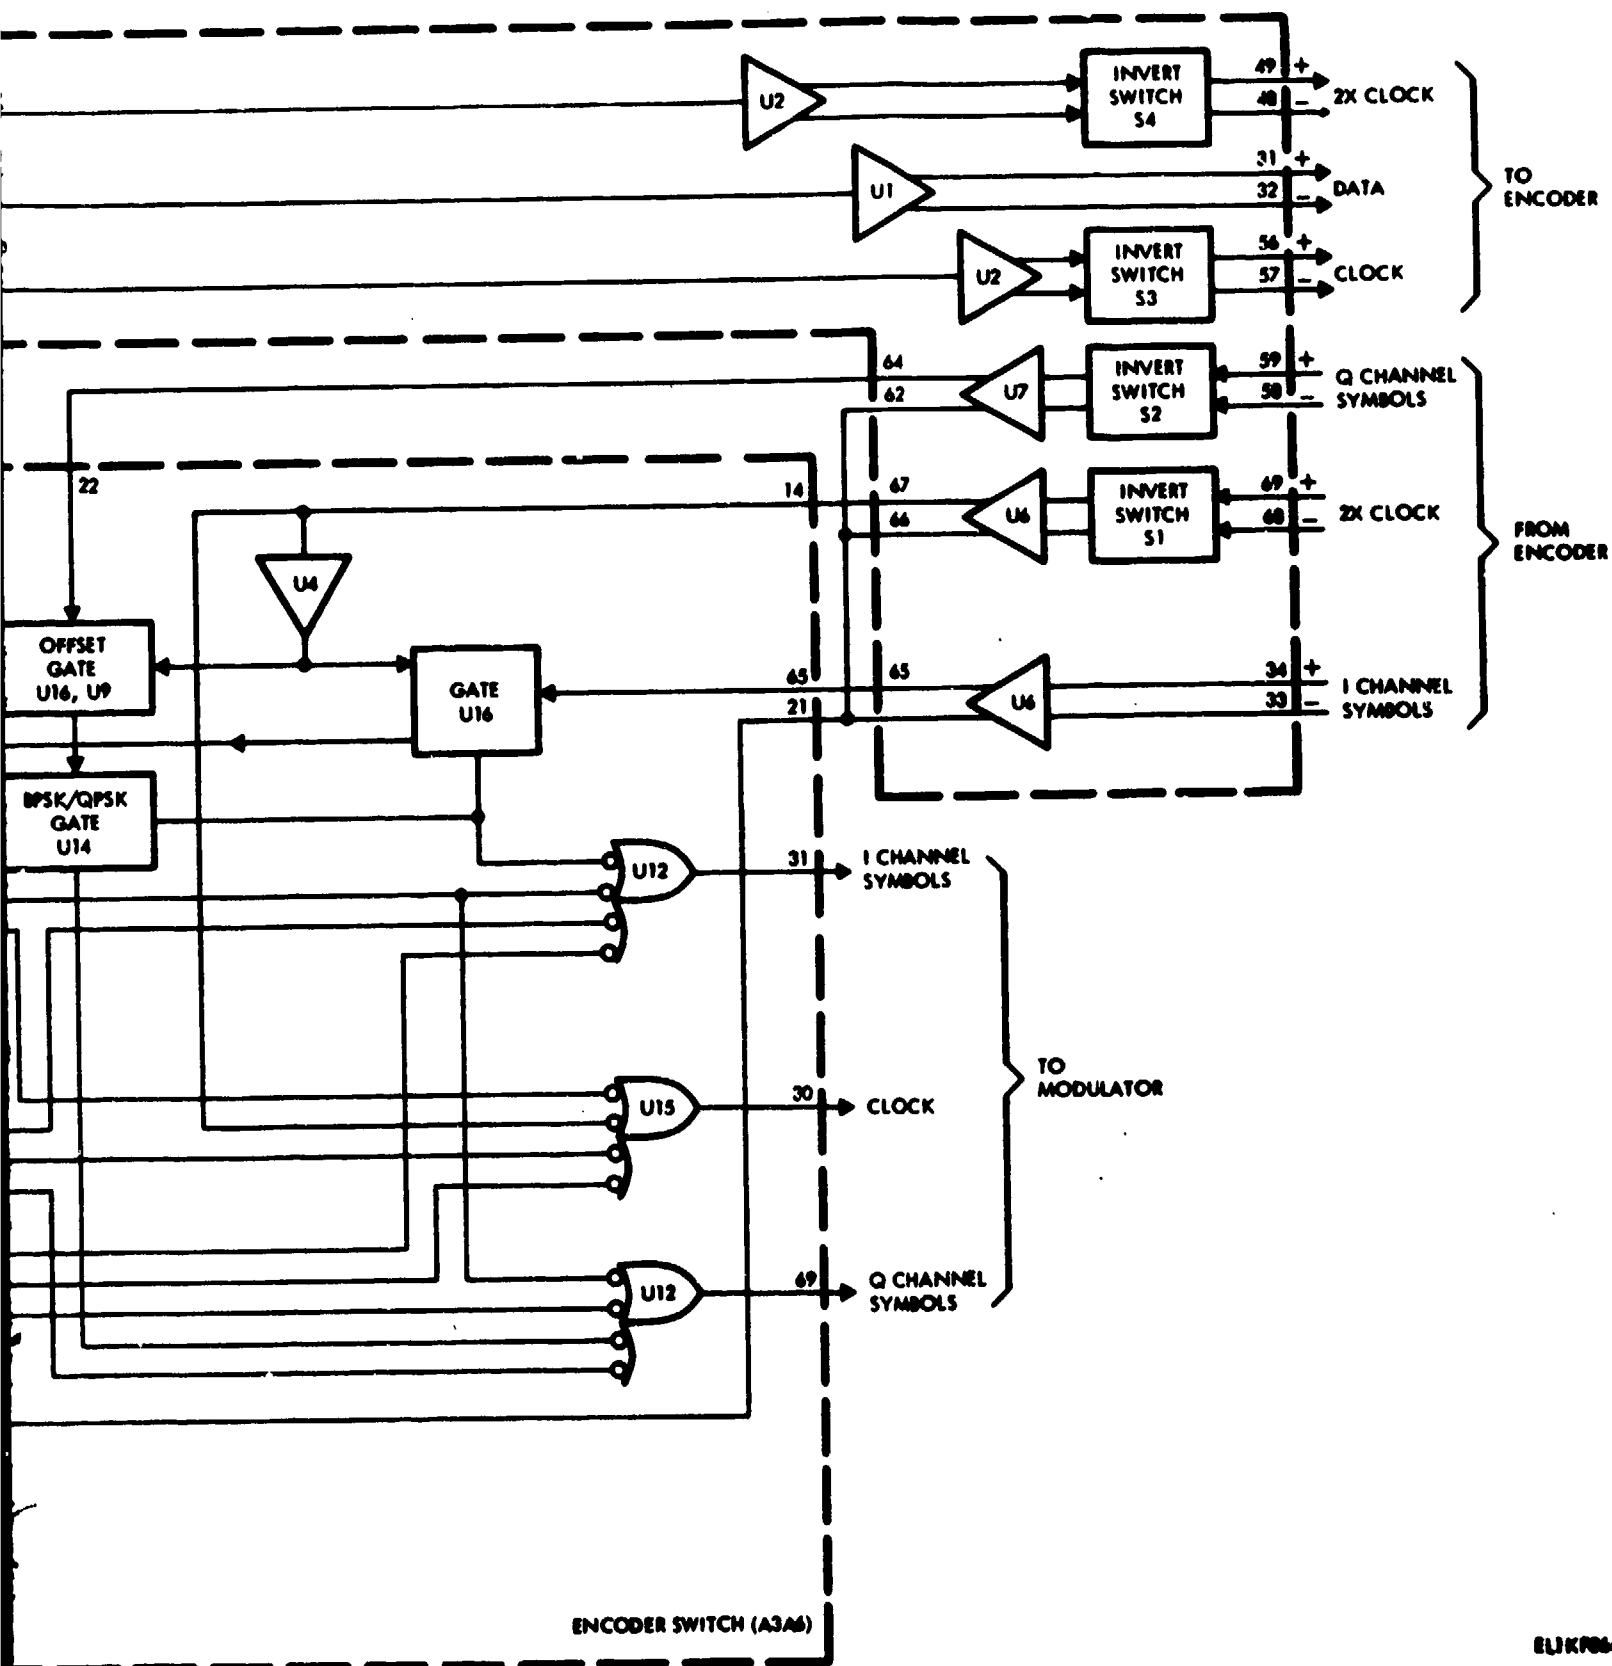 U2
INVERT
SWITCH
S4
49 +
48 -
2X CLOCK
U1
31 +
32 -
DATA
TO
ENCODER
U2
INVERT
SWITCH
S3
56 +
57 -
CLOCK
64
62
U7
INVERT
SWITCH
S2
59 +
58 -
Q CHANNEL
SYMBOLS
22
14
67
66
U6
INVERT
SWITCH
S1
69 +
68 -
2X CLOCK
FROM
ENCODER
U4
OFFSET
GATE
U16, U9
GATE
U16
65
65
21
U6
34 +
33 -
I CHANNEL
SYMBOLS
BPSK/QPSK
GATE
U14
U12
31
I CHANNEL
SYMBOLS
U15
30
CLOCK
TO
MODULATOR
U12
69
Q CHANNEL
SYMBOLS
ENCODER SWITCH (A3A6)